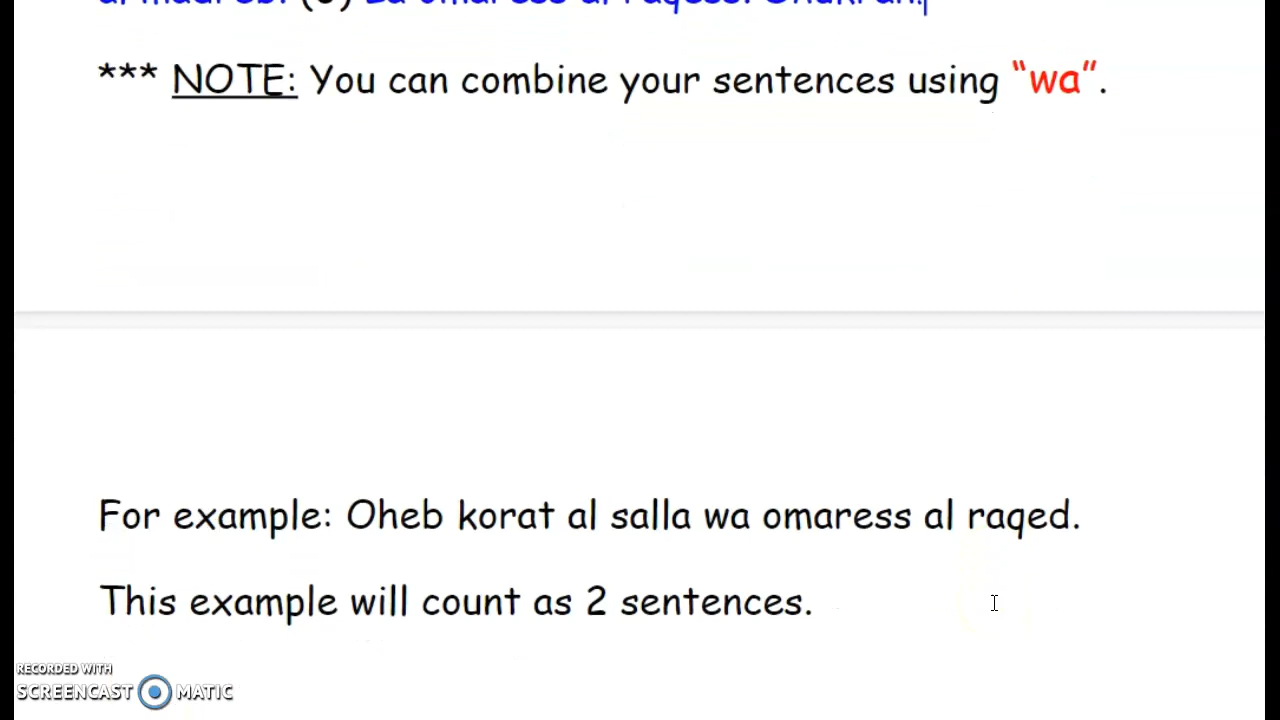 *** NOTE: You can combine your sentences using “wa”.
For example: Oheb korat al salla wa omaress al raqed.
This example will count as 2 sentences.
RECORDED WITH
SCREENCAST MATIC